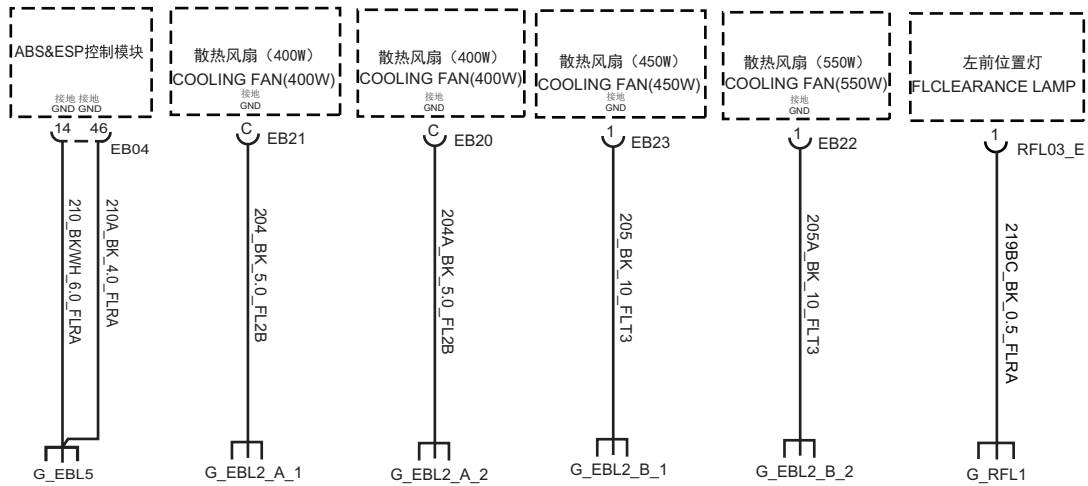 ABS&ESP控制模块
接地 接地
GND GND
14 46
EB04
210_BK/WH_6.0_FLRA
210A_BK_4.0_FLRA
G_EBL5
散热风扇（400W）
COOLING FAN(400W)
接地
GND
C
EB21
204_BK_5.0_FL2B
G_EBL2_A_1
散热风扇（400W）
COOLING FAN(400W)
接地
GND
C
EB20
204A_BK_5.0_FL2B
G_EBL2_A_2
散热风扇（450W）
COOLING FAN(450W)
接地
GND
1
EB23
205_BK_10_FLT3
G_EBL2_B_1
散热风扇（550W）
COOLING FAN(550W)
接地
GND
1
EB22
205A_BK_10_FLT3
G_EBL2_B_2
左前位置灯
FLCLEARANCE LAMP
1
RFL03_E
219BC_BK_0.5_FLRA
G_RFL1